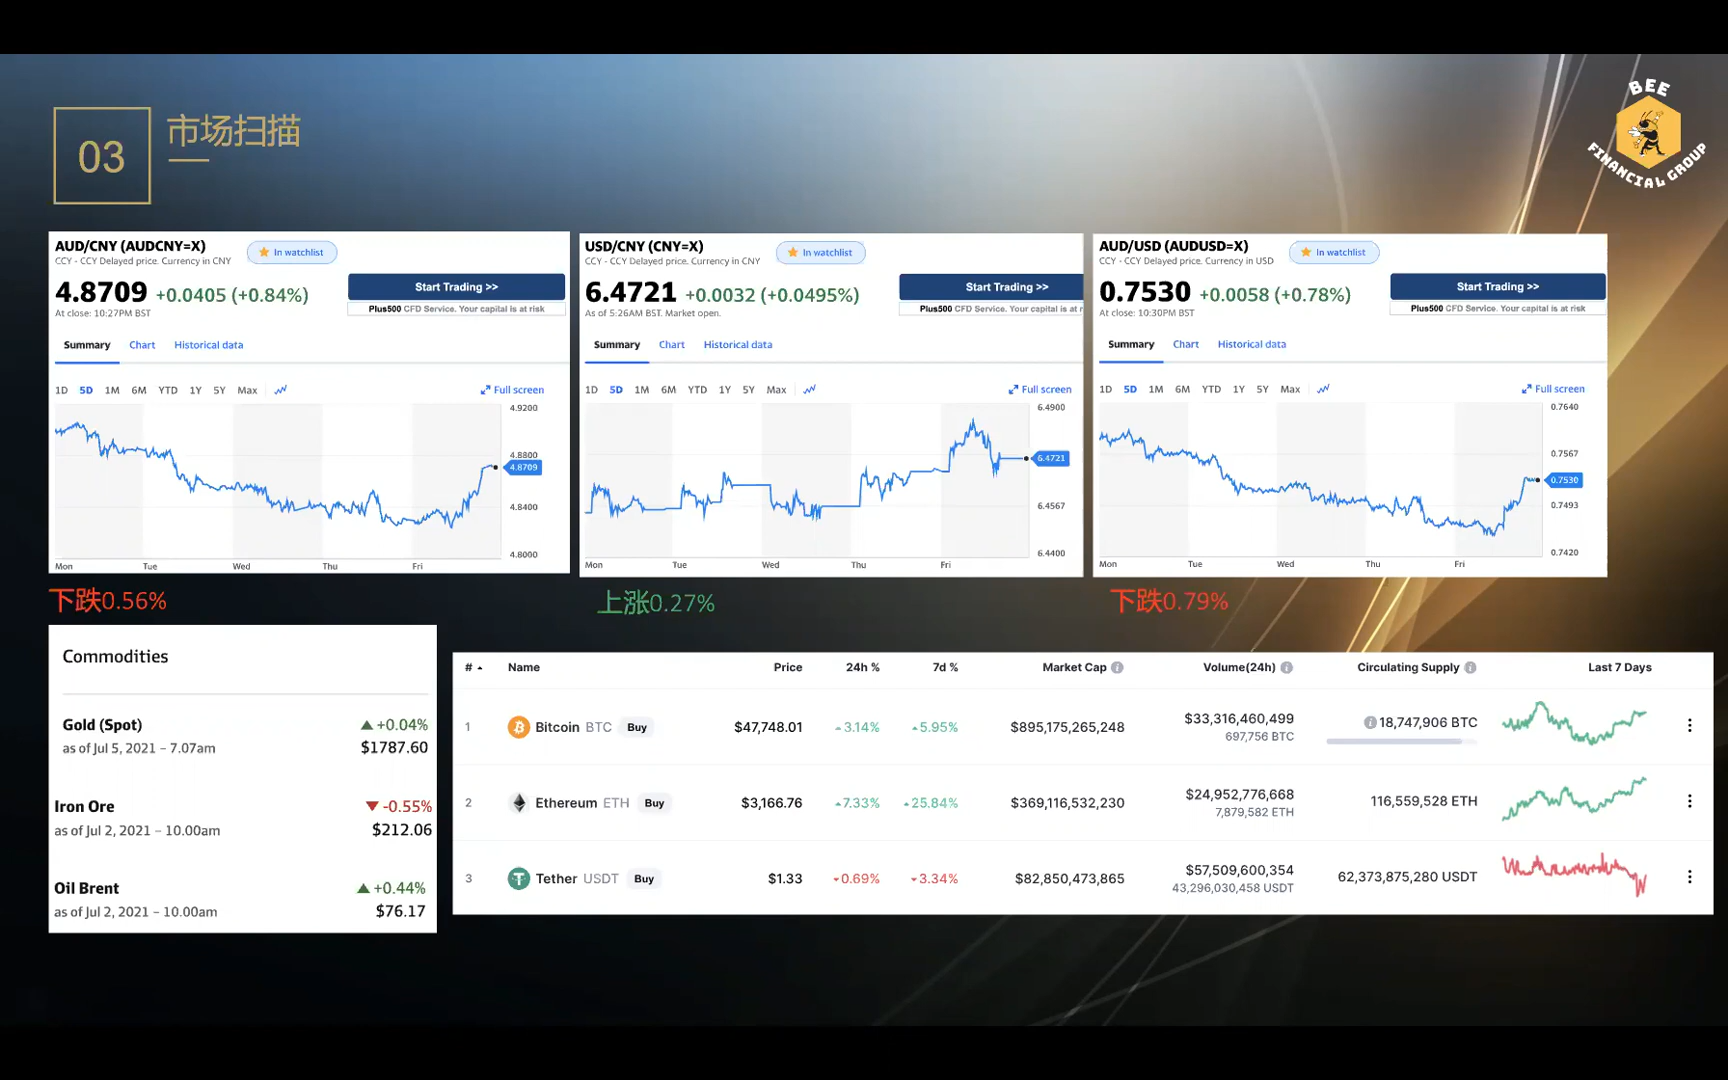 03
市场扫描
BEE
FINANCIAL GROUP
AUD/CNY (AUDCNY=X)
In watchlist
CCY - CCY Delayed price. Currency in CNY
4.8709 +0.0405 (+0.84%)
At close: 10:27PM BST
Start Trading >>
Plus500 CFD Service. Your capital is at risk
Summary Chart Historical data
1D 5D 1M 6M YTD 1Y 5Y Max
Full screen
4.9200
4.8800
4.8709
4.8400
4.8000
Mon Tue Wed Thu Fri
USD/CNY (CNY=X)
In watchlist
CCY - CCY Delayed price. Currency in CNY
6.4721 +0.0032 (+0.0495%)
As of 5:26AM BST. Market open.
Start Trading >>
Plus500 CFD Service. Your capital is at r
Summary Chart Historical data
1D 5D 1M 6M YTD 1Y 5Y Max
Full screen
6.4900
6.4721
6.4567
6.4400
Mon Tue Wed Thu Fri
AUD/USD (AUDUSD=X)
In watchlist
CCY - CCY Delayed price. Currency in USD
0.7530 +0.0058 (+0.78%)
At close: 10:30PM BST
Start Trading >>
Plus500 CFD Service. Your capital is at risk
Summary Chart Historical data
1D 5D 1M 6M YTD 1Y 5Y Max
Full screen
0.7640
0.7567
0.7530
0.7493
0.7420
Mon Tue Wed Thu Fri
下跌0.56%
上涨0.27%
下跌0.79%
Commodities
Gold (Spot) +0.04%
as of Jul 5, 2021 – 7.07am $1787.60
Iron Ore -0.55%
as of Jul 2, 2021 – 10.00am $212.06
Oil Brent +0.44%
as of Jul 2, 2021 – 10.00am $76.17
# Name Price 24h % 7d % Market Cap Volume(24h) Circulating Supply Last 7 Days
1 Bitcoin BTC Buy $47,748.01 3.14% 5.95% $895,175,265,248 $33,316,460,499 18,747,906 BTC
697,756 BTC
2 Ethereum ETH Buy $3,166.76 7.33% 25.84% $369,116,532,230 $24,952,776,668 116,559,528 ETH
7,879,582 ETH
3 Tether USDT Buy $1.33 0.69% 3.34% $82,850,473,865 $57,509,600,354 62,373,875,280 USDT
43,296,030,458 USDT